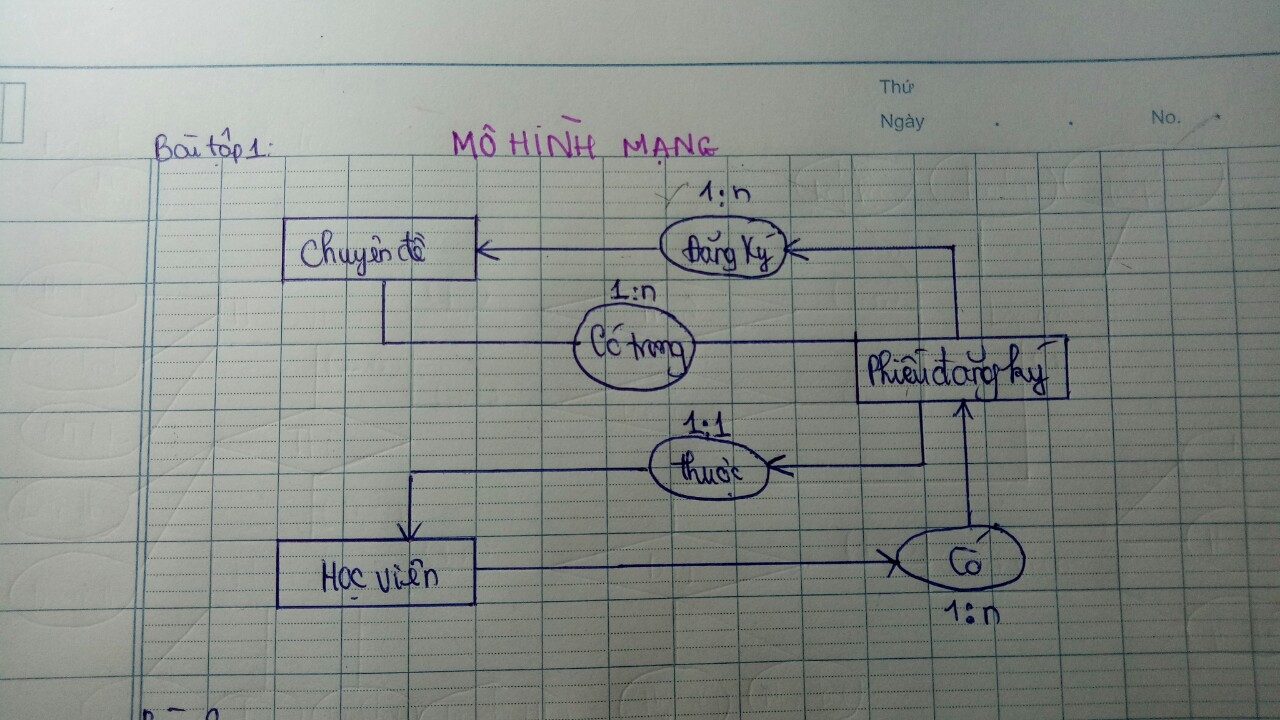 Thứ
Ngày . . No. .
Bài tập 1: MÔ HÌNH MẠNG
1:n
Chuyên đề Đăng ký
1:n
Có trong
Phiếu đăng ký
1:1
thuộc
Học viên Có
1:n